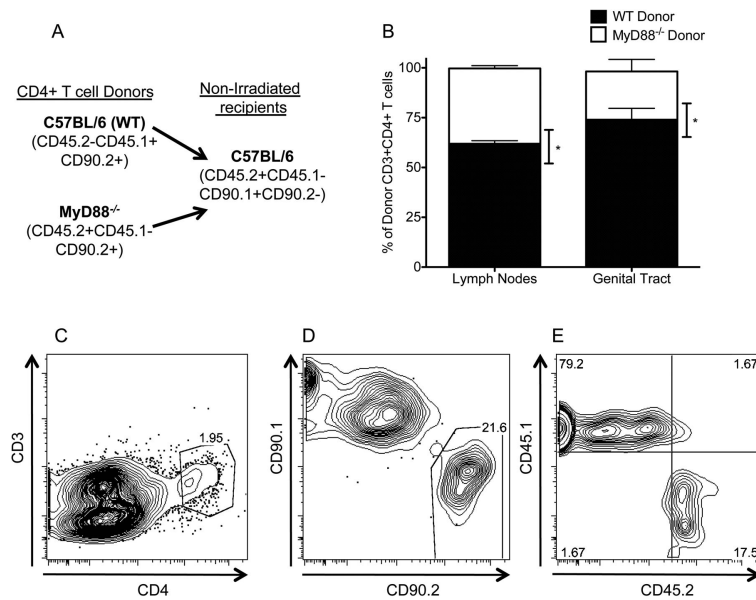 A
CD4+ T cell Donors
C57BL/6 (WT)
(CD45.2-CD45.1+
CD90.2+)
MyD88-/-
(CD45.2+CD45.1-
CD90.2+)
Non-Irradiated
recipients
C57BL/6
(CD45.2+CD45.1-
CD90.1+CD90.2-)
B
WT Donor
MyD88-/- Donor
% of Donor CD3+CD4+ T cells
100
75
50
25
0
*
*
Lymph Nodes
Genital Tract
C
CD3
1.95
CD4
D
CD90.1
21.6
CD90.2
E
CD45.1
79.2
1.67
1.67
17.5
CD45.2